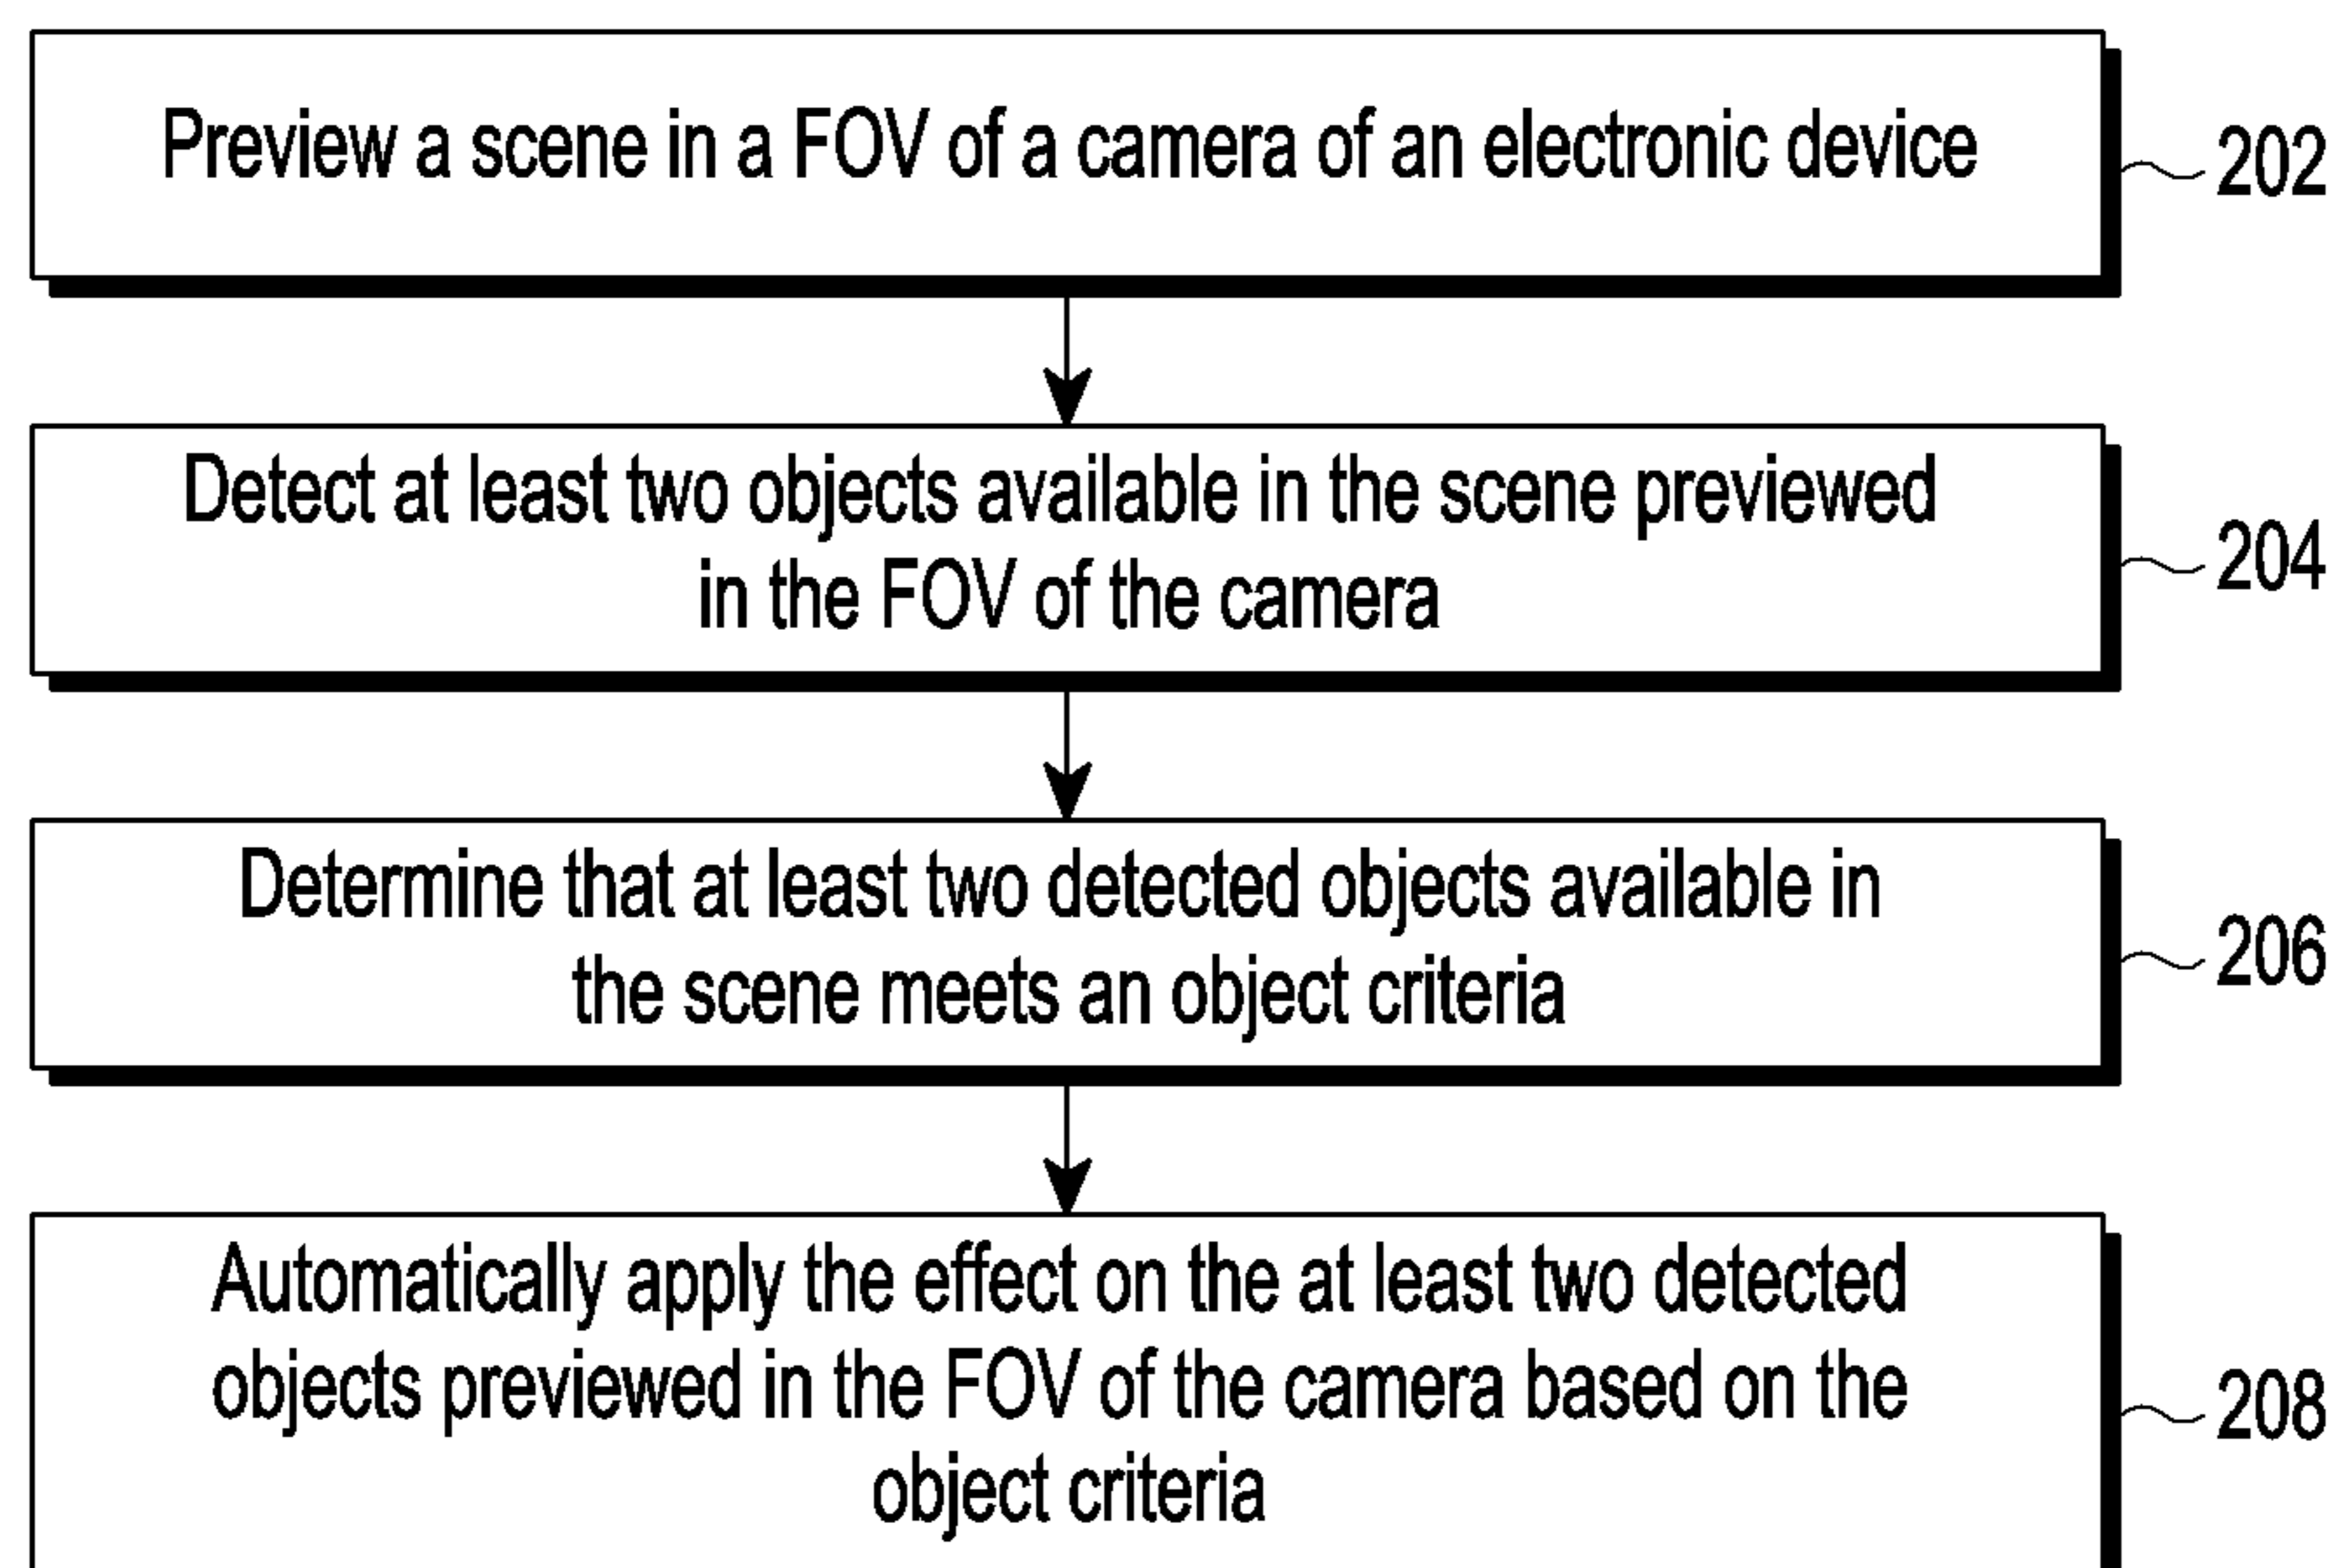 Preview a scene in a FOV of a camera of an electronic device
202
Detect at least two objects available in the scene previewed
in the FOV of the camera
204
Determine that at least two detected objects available in
the scene meets an object criteria
206
Automatically apply the effect on the at least two detected
objects previewed in the FOV of the camera based on the
object criteria
208